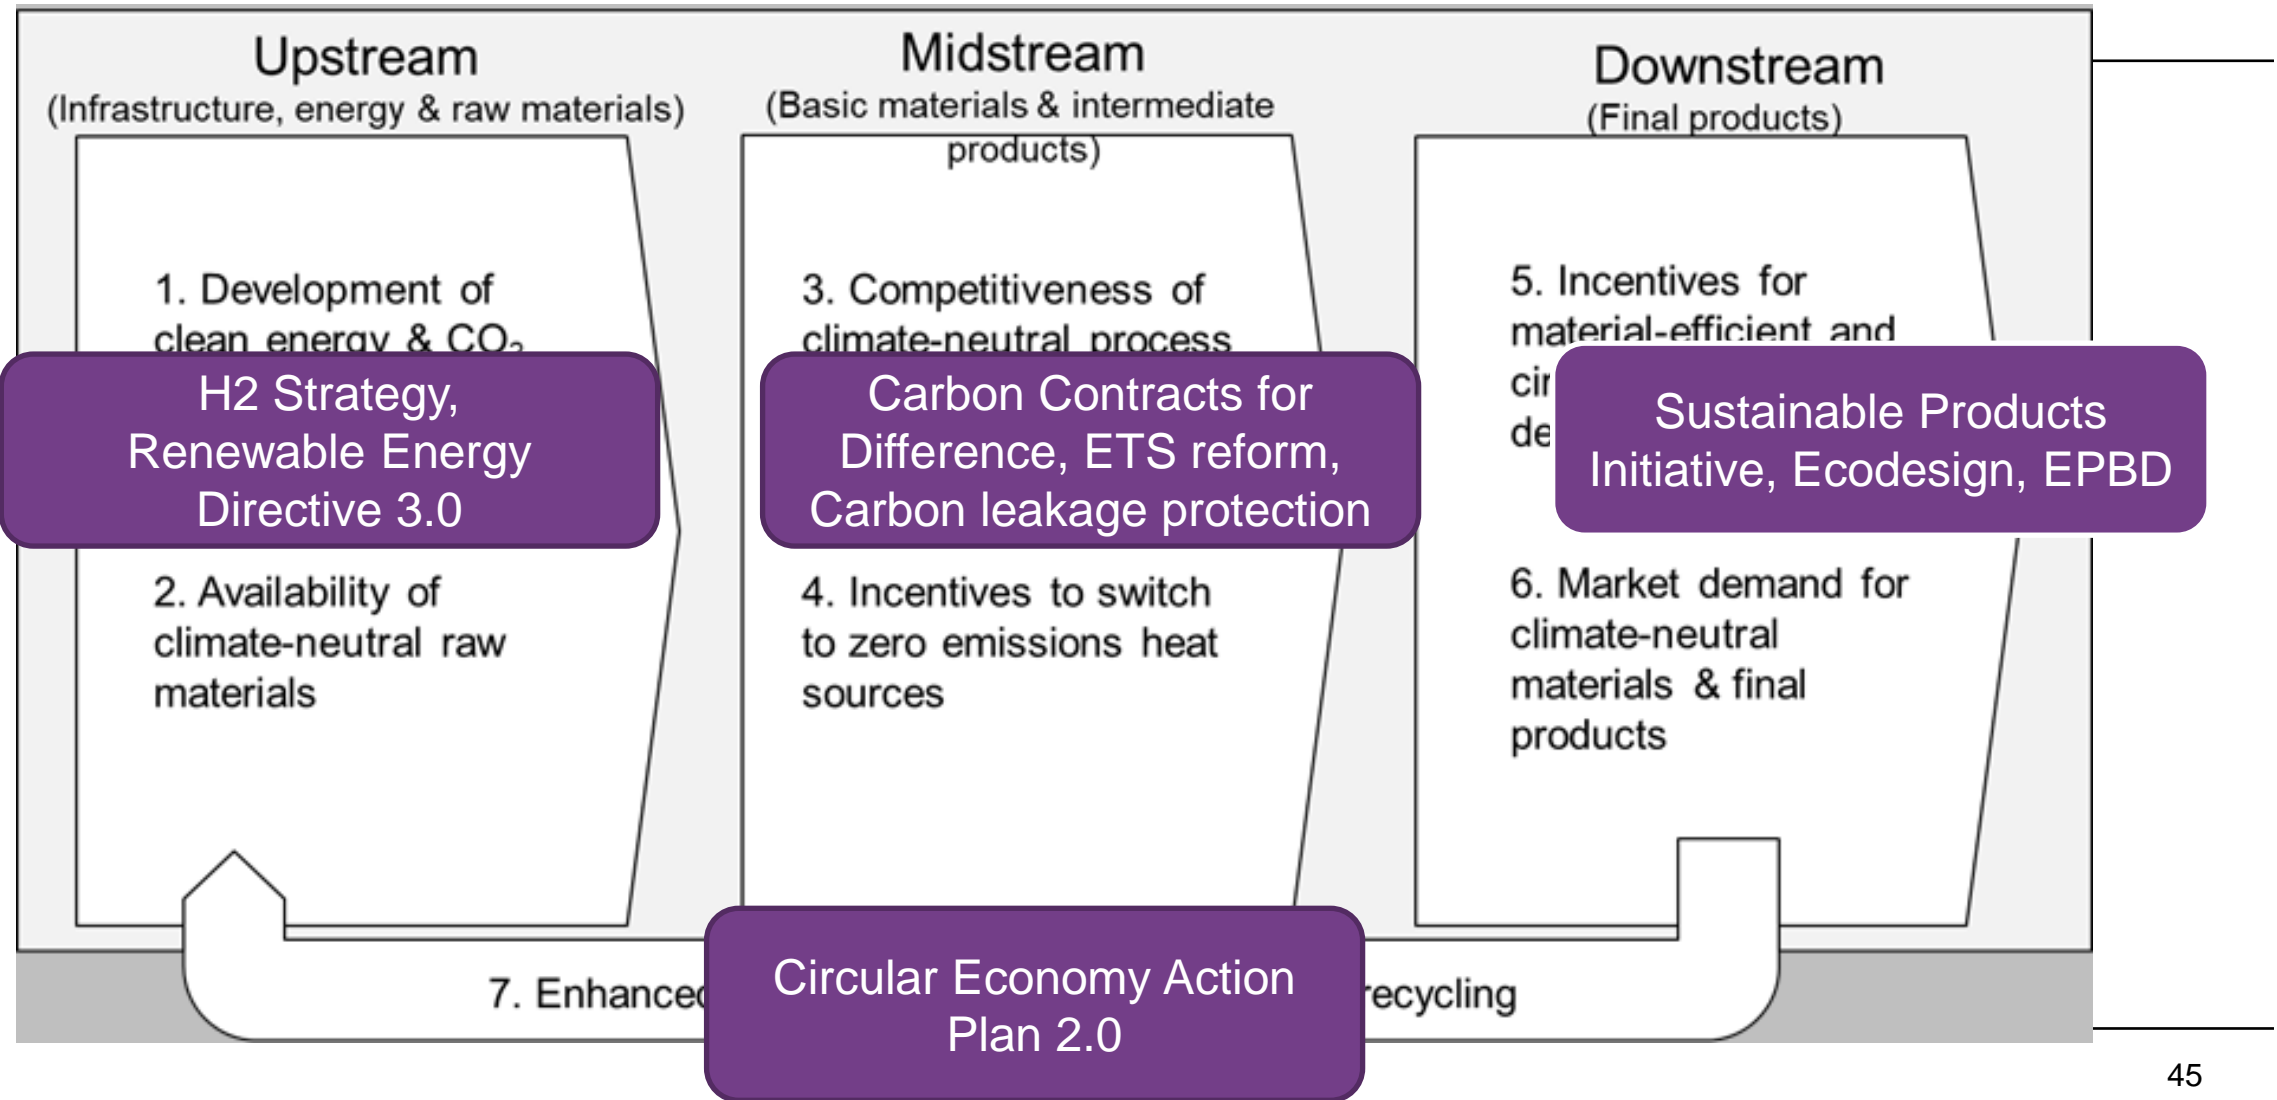 Upstream
(Infrastructure, energy & raw materials)
1. Development of
clean energy & CO₂
H2 Strategy,
Renewable Energy
Directive 3.0
2. Availability of
climate-neutral raw
materials
Midstream
(Basic materials & intermediate
products)
3. Competitiveness of
climate-neutral process
Carbon Contracts for
Difference, ETS reform,
Carbon leakage protection
4. Incentives to switch
to zero emissions heat
sources
Downstream
(Final products)
5. Incentives for
material-efficient and
Sustainable Products
Initiative, Ecodesign, EPBD
6. Market demand for
climate-neutral
materials & final
products
7. Enhanced recycling
Circular Economy Action
Plan 2.0
45